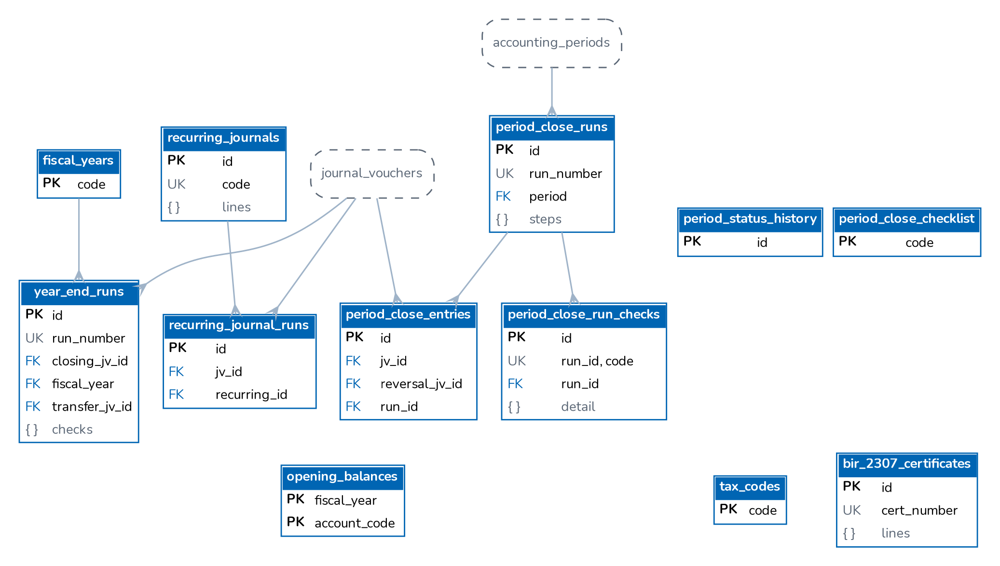 accounting_periods
period_close_runs
PK id
UK run_number
FK period
{ } steps
recurring_journals
PK id
UK code
{ } lines
fiscal_years
PK code
journal_vouchers
period_status_history
PK id
period_close_checklist
PK code
year_end_runs
PK id
UK run_number
FK closing_jv_id
FK fiscal_year
FK transfer_jv_id
{ } checks
recurring_journal_runs
PK id
FK jv_id
FK recurring_id
period_close_entries
PK id
FK jv_id
FK reversal_jv_id
FK run_id
period_close_run_checks
PK id
UK run_id, code
FK run_id
{ } detail
opening_balances
PK fiscal_year
PK account_code
tax_codes
PK code
bir_2307_certificates
PK id
UK cert_number
{ } lines